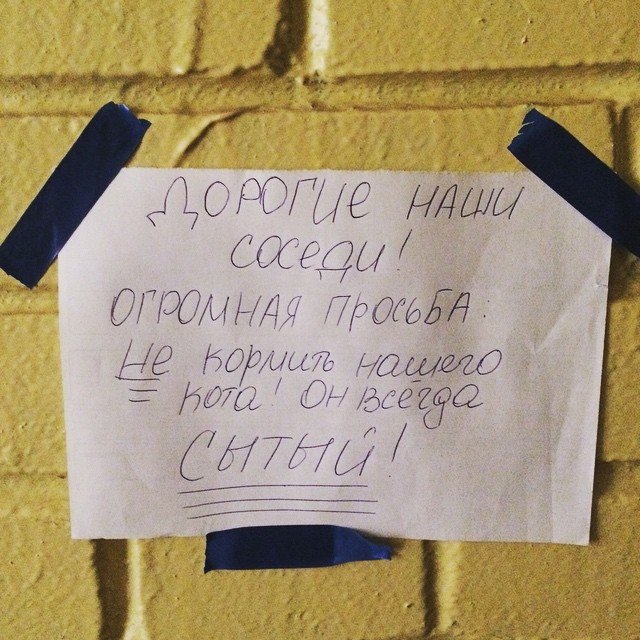 ДОРОГИЕ НАШИ
СОСЕДИ!
ОГРОМНАЯ ПРОСЬБА:
Не кормить нашего
кота! Он всегда
СЫТЫЙ!